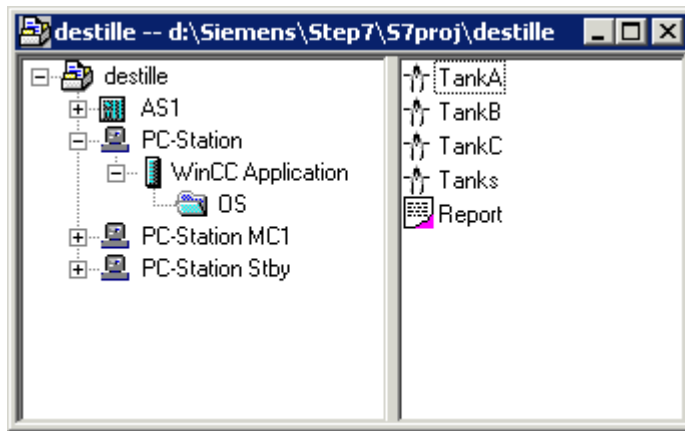 destille -- d:\Siemens\Step7\S7proj\destille
destille
AS1
PC-Station
WinCC Application
OS
PC-Station MC1
PC-Station Stby
TankA
TankB
TankC
Tanks
Report